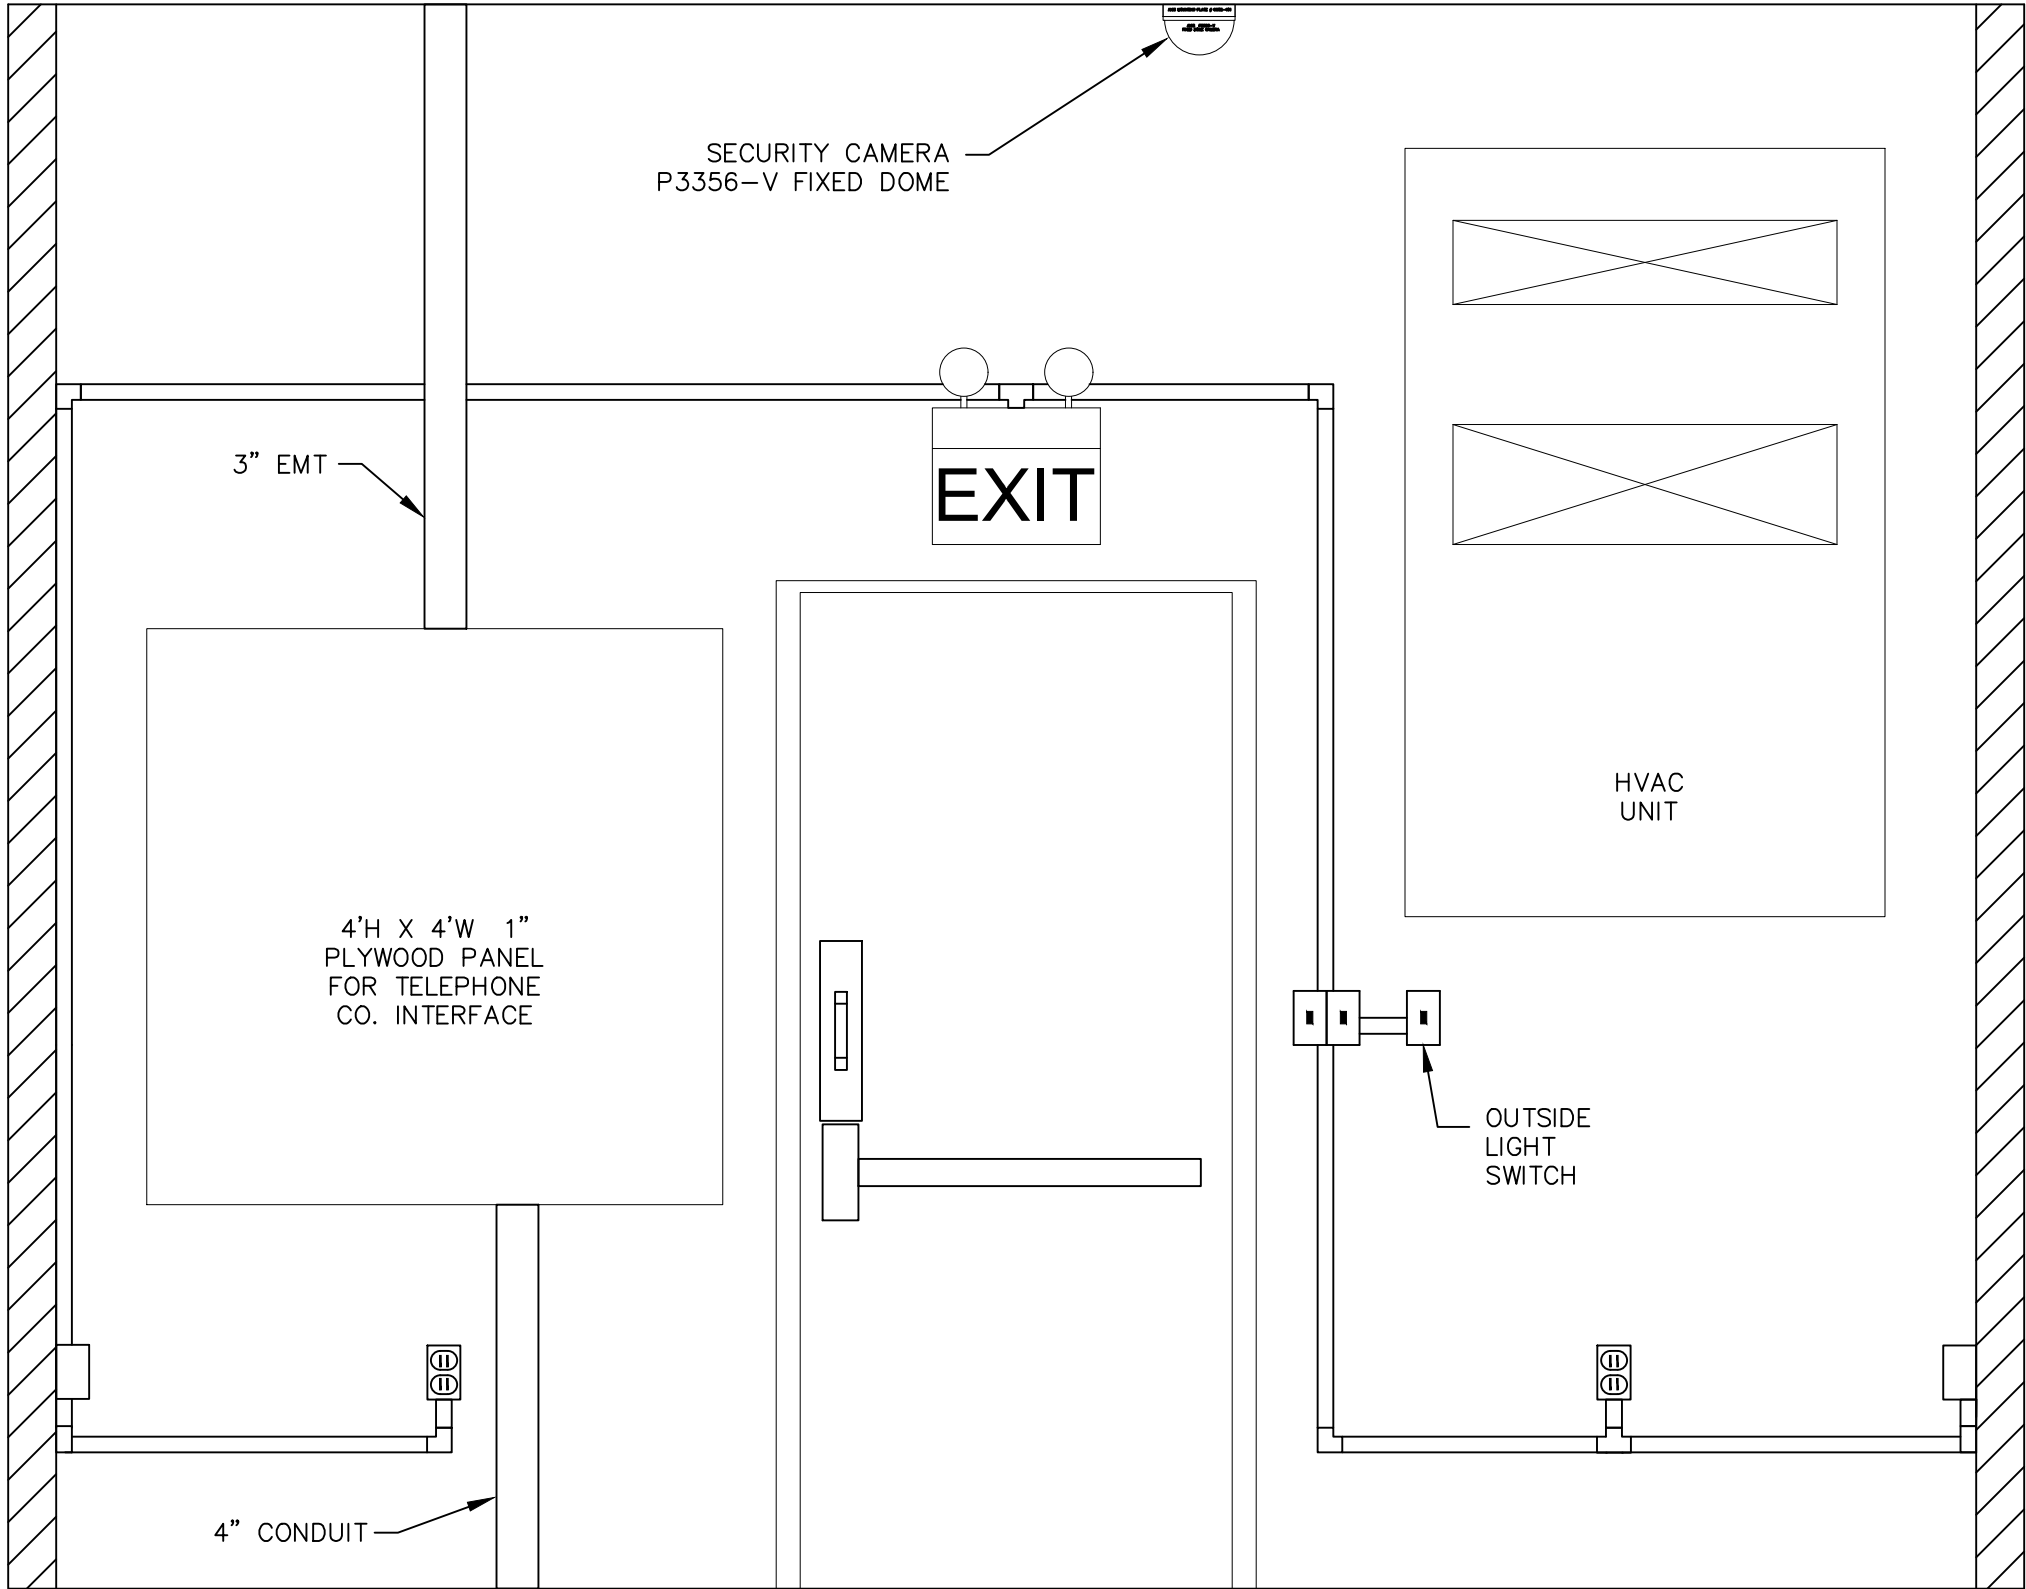 SECURITY CAMERA
P3356-V FIXED DOME
3” EMT
EXIT
HVAC
UNIT
4'H X 4'W 1”
PLYWOOD PANEL
FOR TELEPHONE
CO. INTERFACE
OUTSIDE
LIGHT
SWITCH
4” CONDUIT